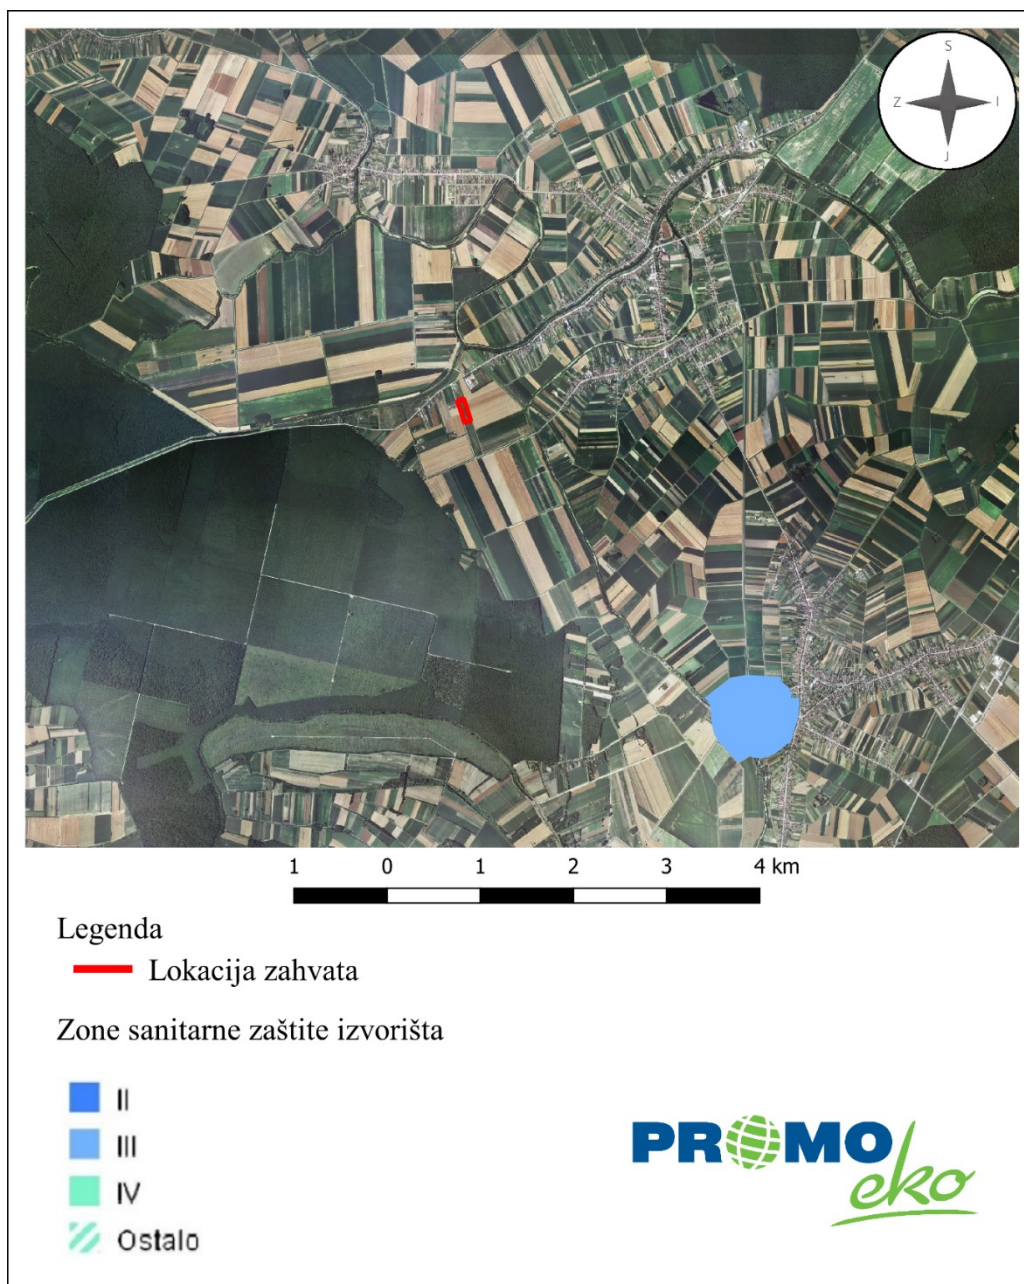 S
Z I
J
1 0 1 2 3 4 km
Legenda
Lokacija zahvata
Zone sanitarne zaštite izvorišta
II
III
IV
Ostalo
PROMO
eko